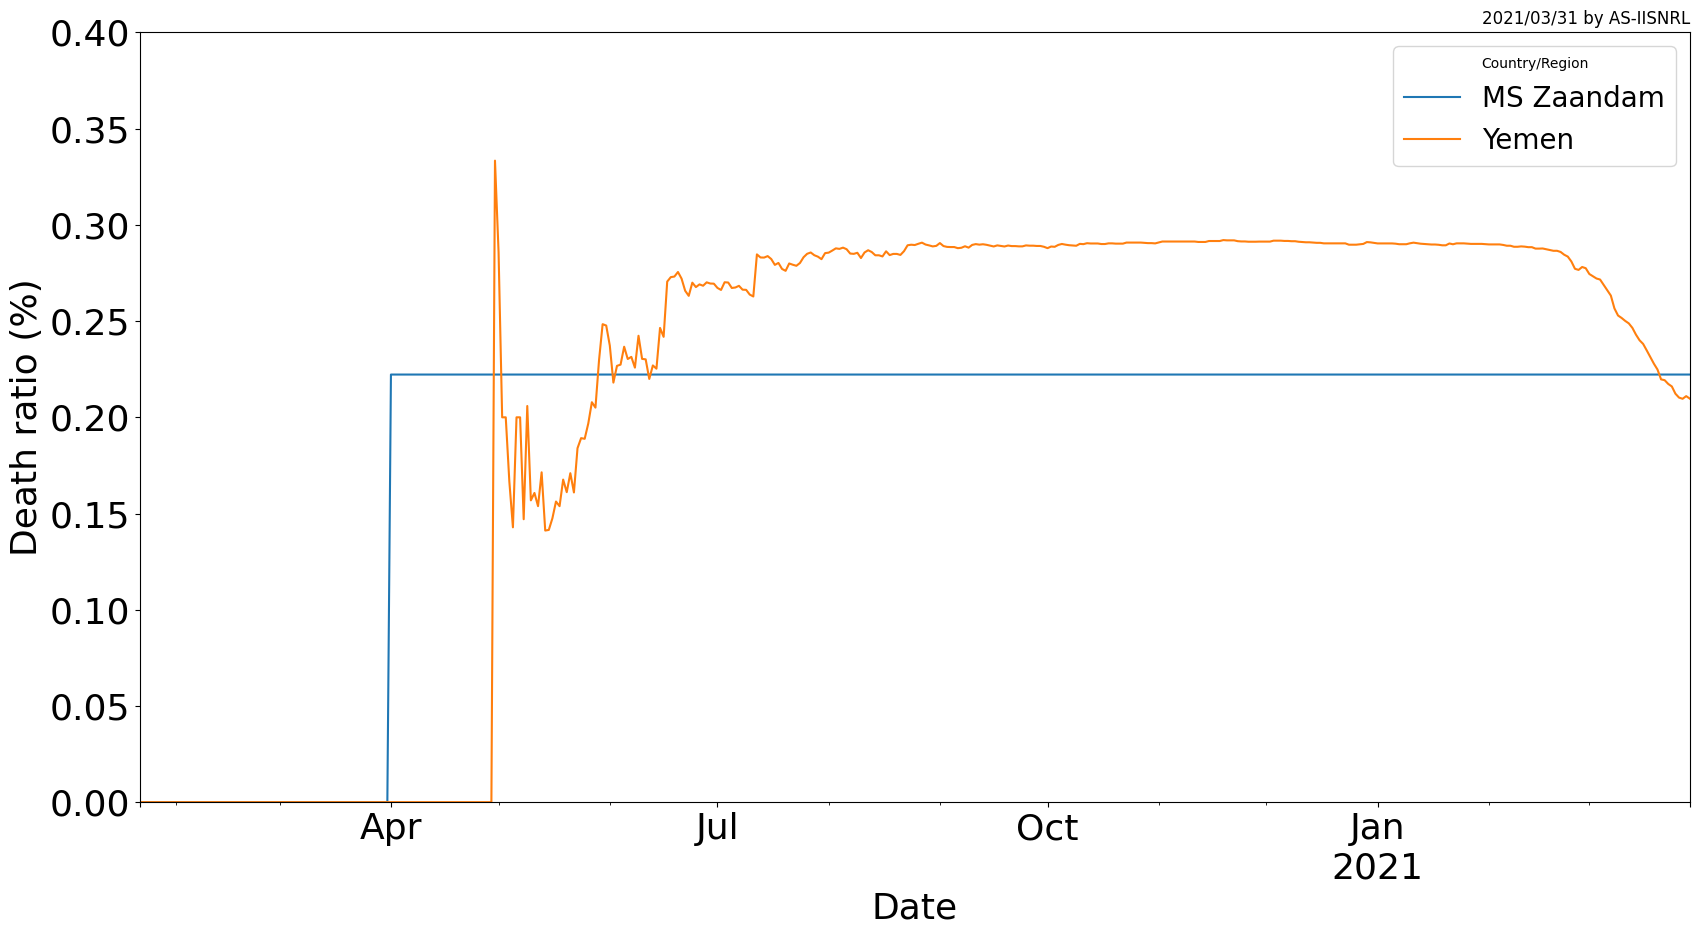 2021/03/31 by AS-IISNRL
Country/Region
MS Zaandam
Yemen
Death ratio (%)
0.40
0.35
0.30
0.25
0.20
0.15
0.10
0.05
0.00
Apr
Jul
Oct
Jan
2021
Date